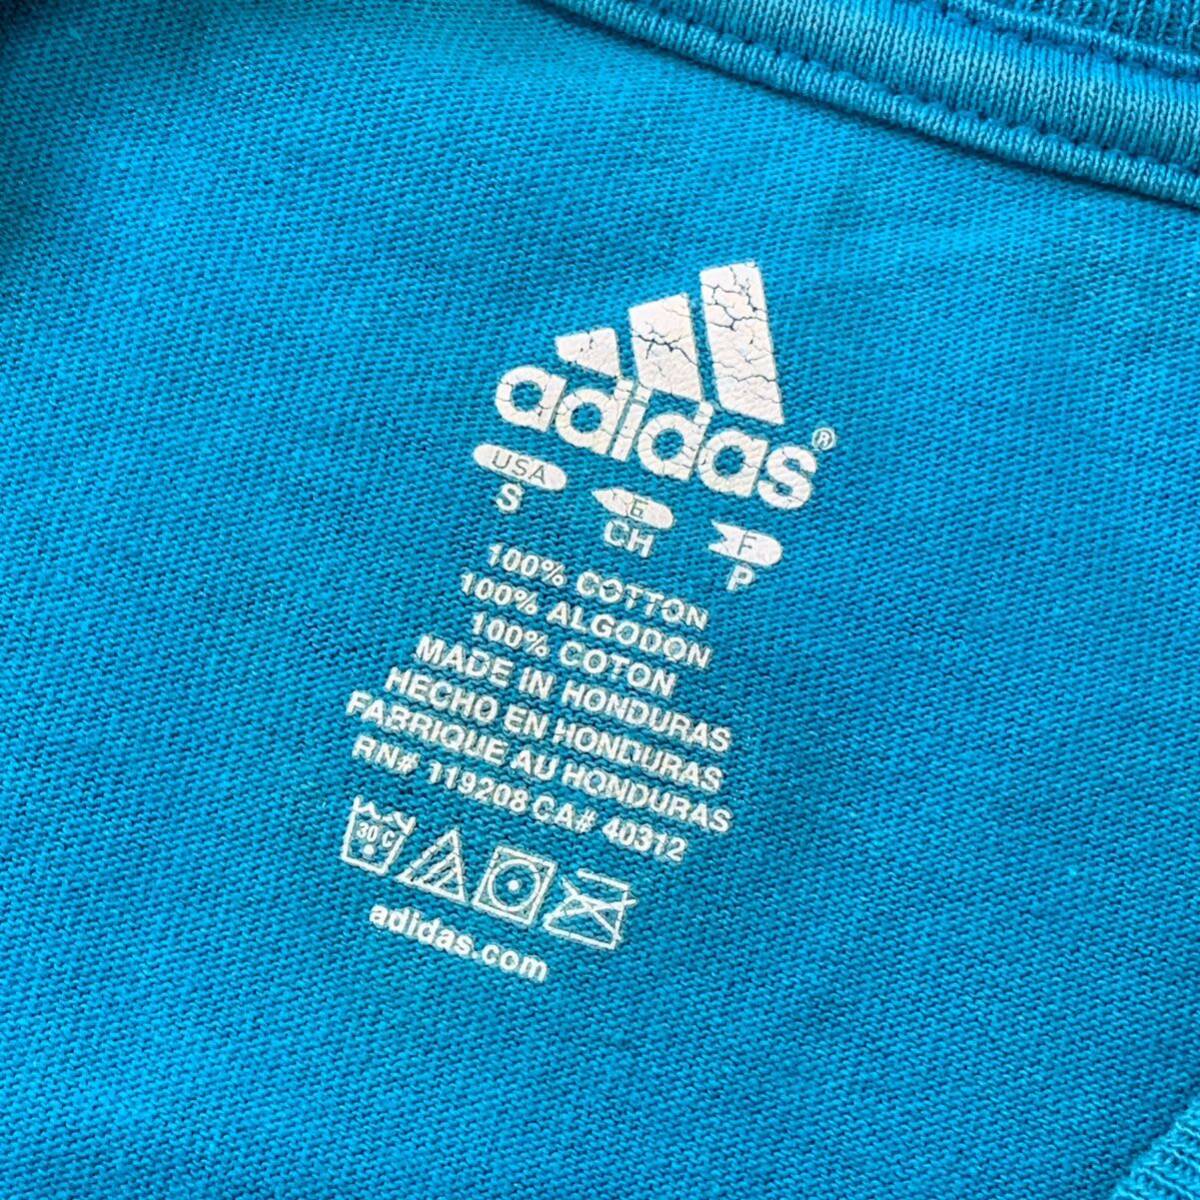 adidas®
USA E F
S CH P
100% COTTON
100% ALGODON
100% COTON
MADE IN HONDURAS
HECHO EN HONDURAS
FABRIQUE AU HONDURAS
RN# 119208 CA# 40312
30 C
adidas.com